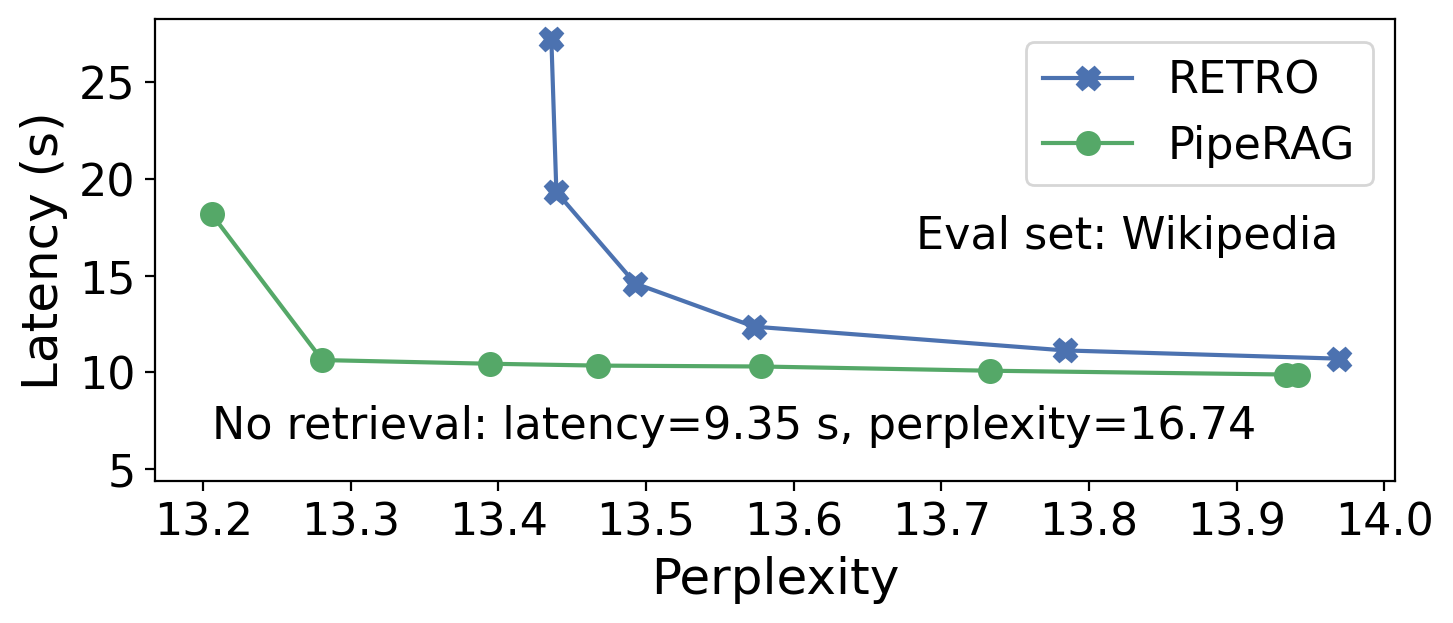 RETRO
PipeRAG
Eval set: Wikipedia
No retrieval: latency=9.35 s, perplexity=16.74
Latency (s)
25
20
15
10
5
13.2 13.3 13.4 13.5 13.6 13.7 13.8 13.9 14.0
Perplexity